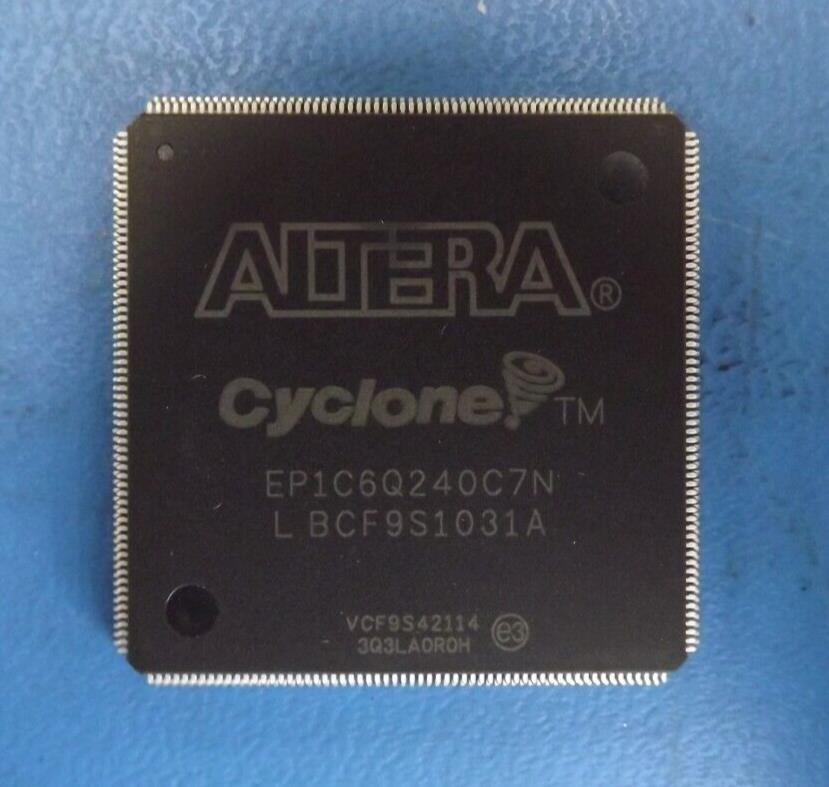 ALTERA®
Cyclone™
EP1C6Q240C7N
L BCF9S1031A
VCF9S42114
3Q3LA0R0H
e3